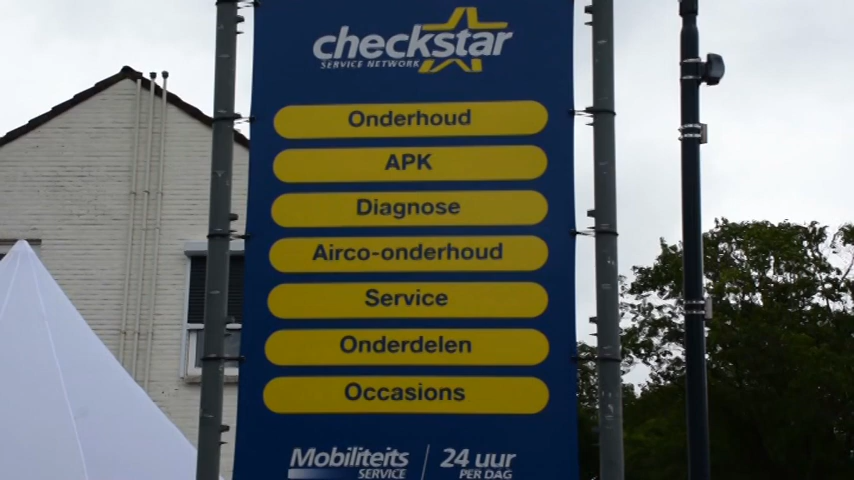 checkstar
SERVICE NETWORK
Onderhoud
APK
Diagnose
Airco-onderhoud
Service
Onderdelen
Occasions
Mobiliteits 24 uur
SERVICE PER DAG